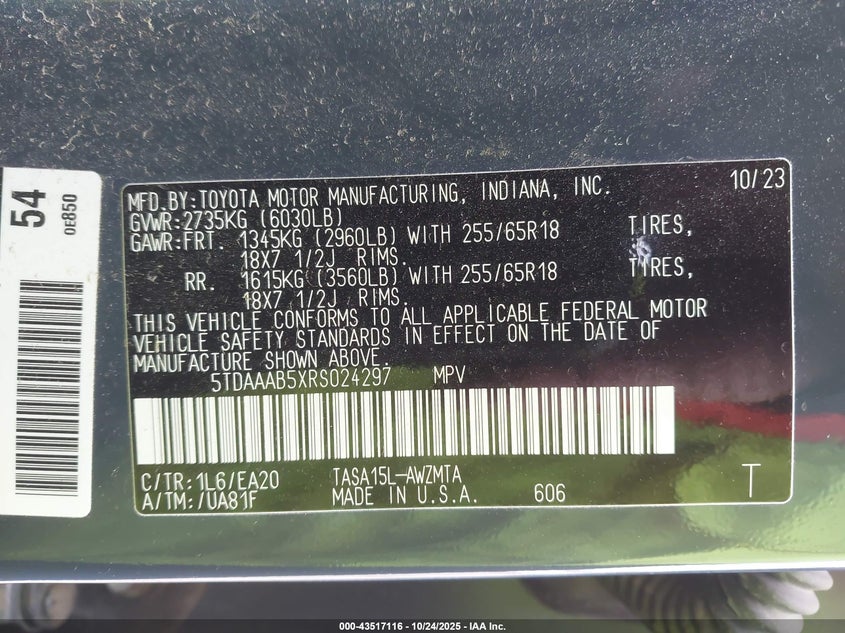 54
0E850
MFD.BY:TOYOTA MOTOR MANUFACTURING, INDIANA, INC. 10/23
GVWR:2735KG (6030LB)
GAWR:FRT. 1345KG (2960LB) WITH 255/65R18 TIRES,
18X7 1/2J RIMS.
RR. 1615KG (3560LB) WITH 255/65R18 TIRES,
18X7 1/2J RIMS.
THIS VEHICLE CONFORMS TO ALL APPLICABLE FEDERAL MOTOR
VEHICLE SAFETY STANDARDS IN EFFECT ON THE DATE OF
MANUFACTURE SHOWN ABOVE.
5TDAAAB5XRS024297 MPV
C/TR:1L6/EA20 TASA15L-AWZMTA
A/TM:/UA81F MADE IN U.S.A. 606 T
000-43517116 - 10/24/2025 - IAA Inc.